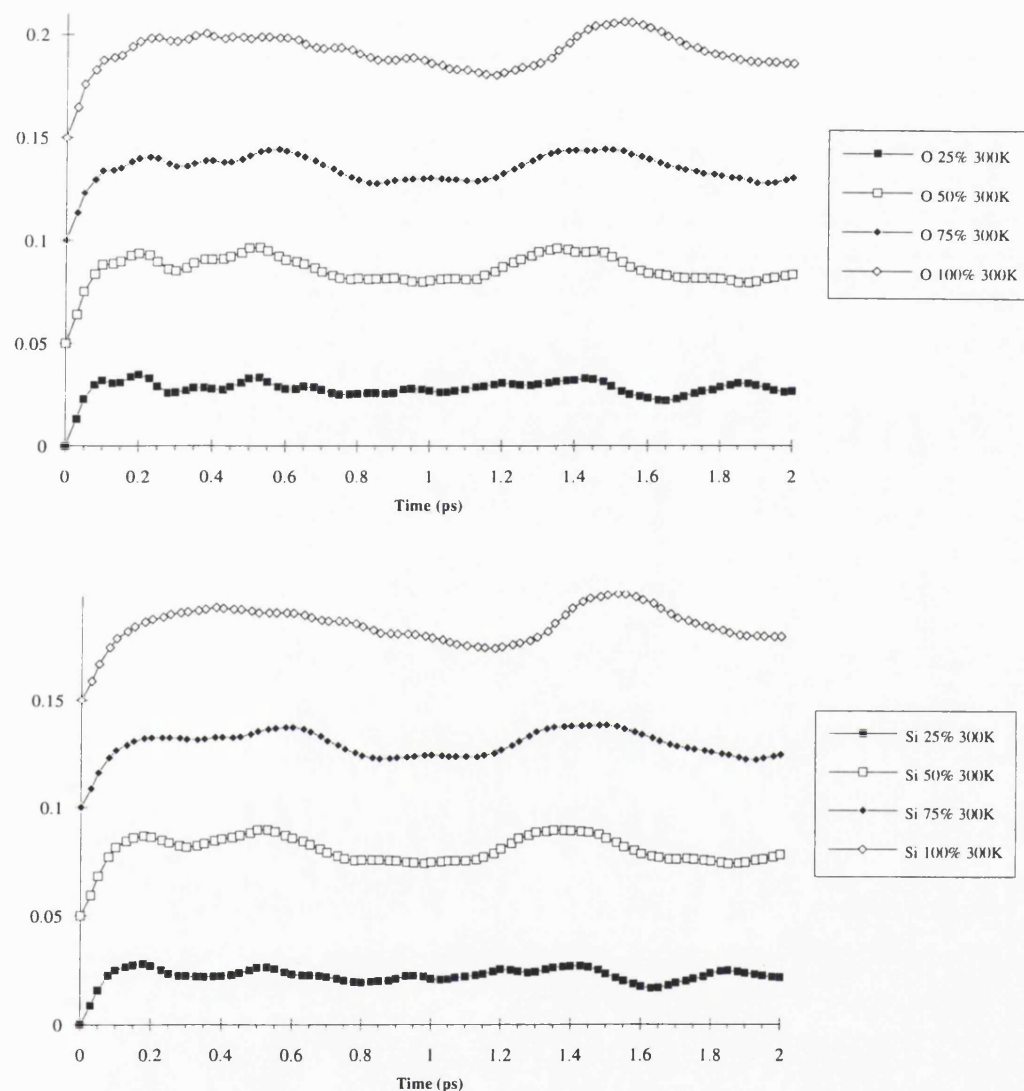 0.2
0.15
0.1
0.05
0
0 0.2 0.4 0.6 0.8 1 1.2 1.4 1.6 1.8 2
Time (ps)
O 25% 300K
O 50% 300K
O 75% 300K
O 100% 300K
0.15
0.1
0.05
0
0 0.2 0.4 0.6 0.8 1 1.2 1.4 1.6 1.8 2
Time (ps)
Si 25% 300K
Si 50% 300K
Si 75% 300K
Si 100% 300K